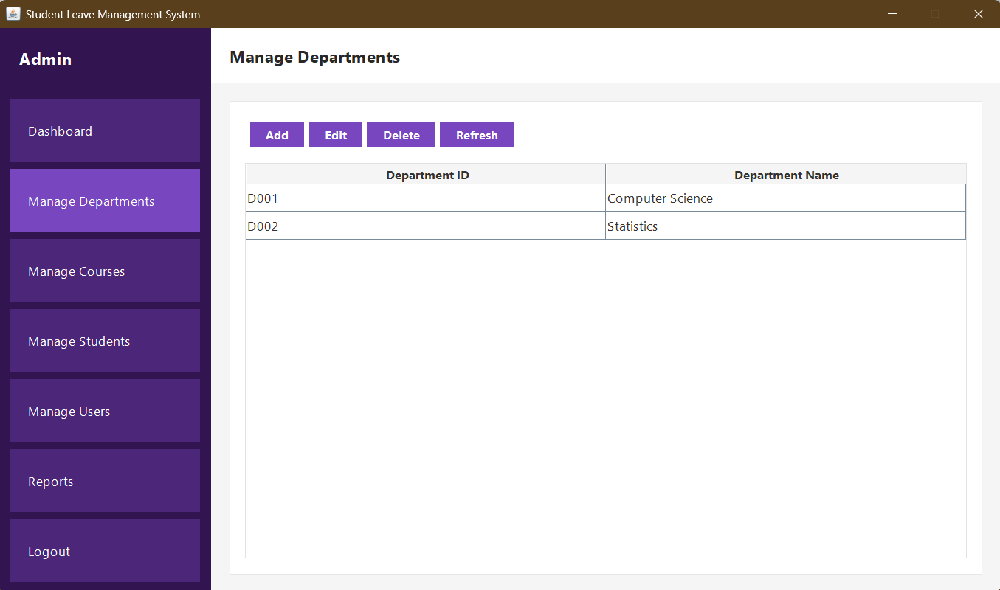 Student Leave Management System
Admin
Dashboard
Manage Departments
Manage Courses
Manage Students
Manage Users
Reports
Logout
Manage Departments
Add Edit Delete Refresh
Department ID Department Name
D001 Computer Science
D002 Statistics